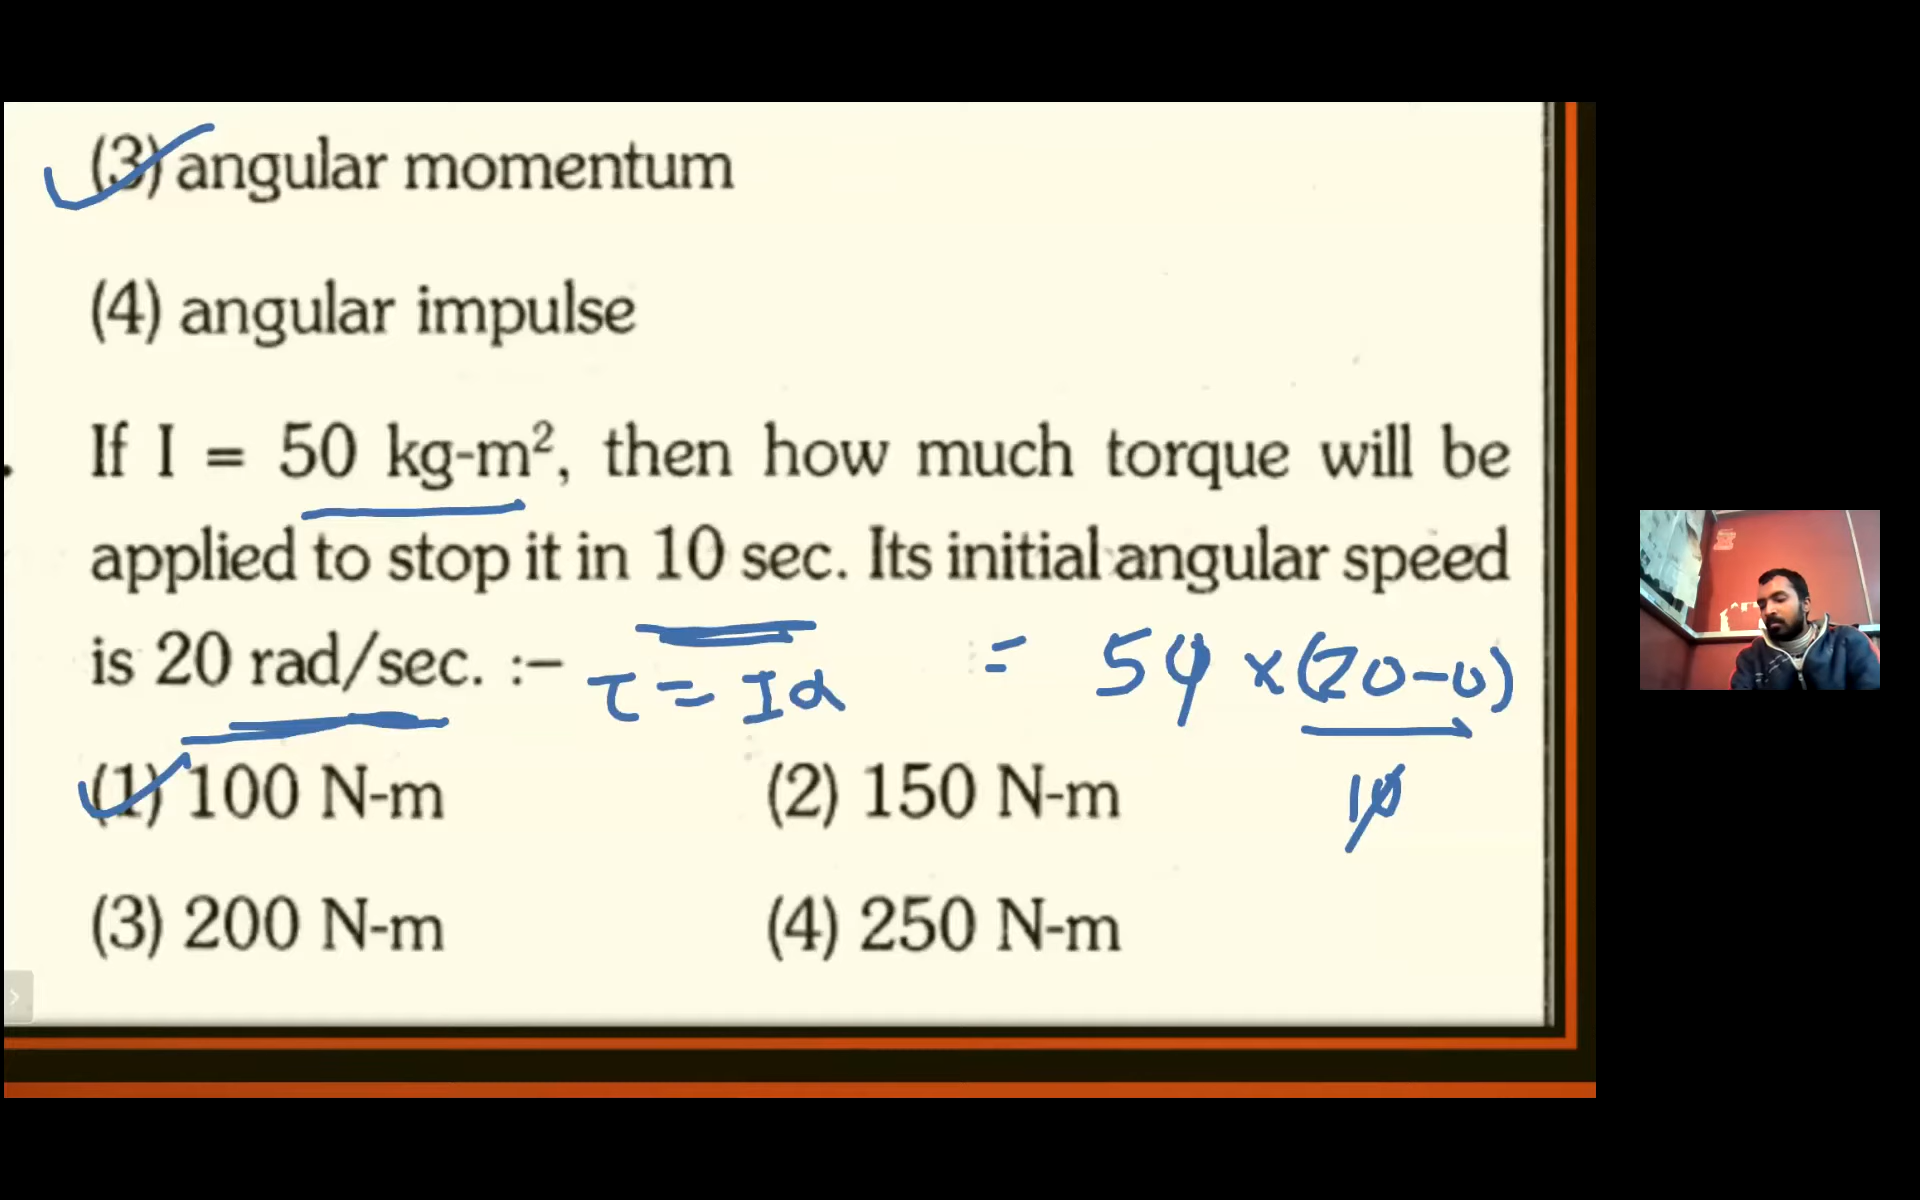 (3) angular momentum
(4) angular impulse
If I = 50 kg-m², then how much torque will be
applied to stop it in 10 sec. Its initial angular speed
is 20 rad/sec. :–
τ = Iα = 50 × (20-0)
10
(1) 100 N-m (2) 150 N-m
(3) 200 N-m (4) 250 N-m